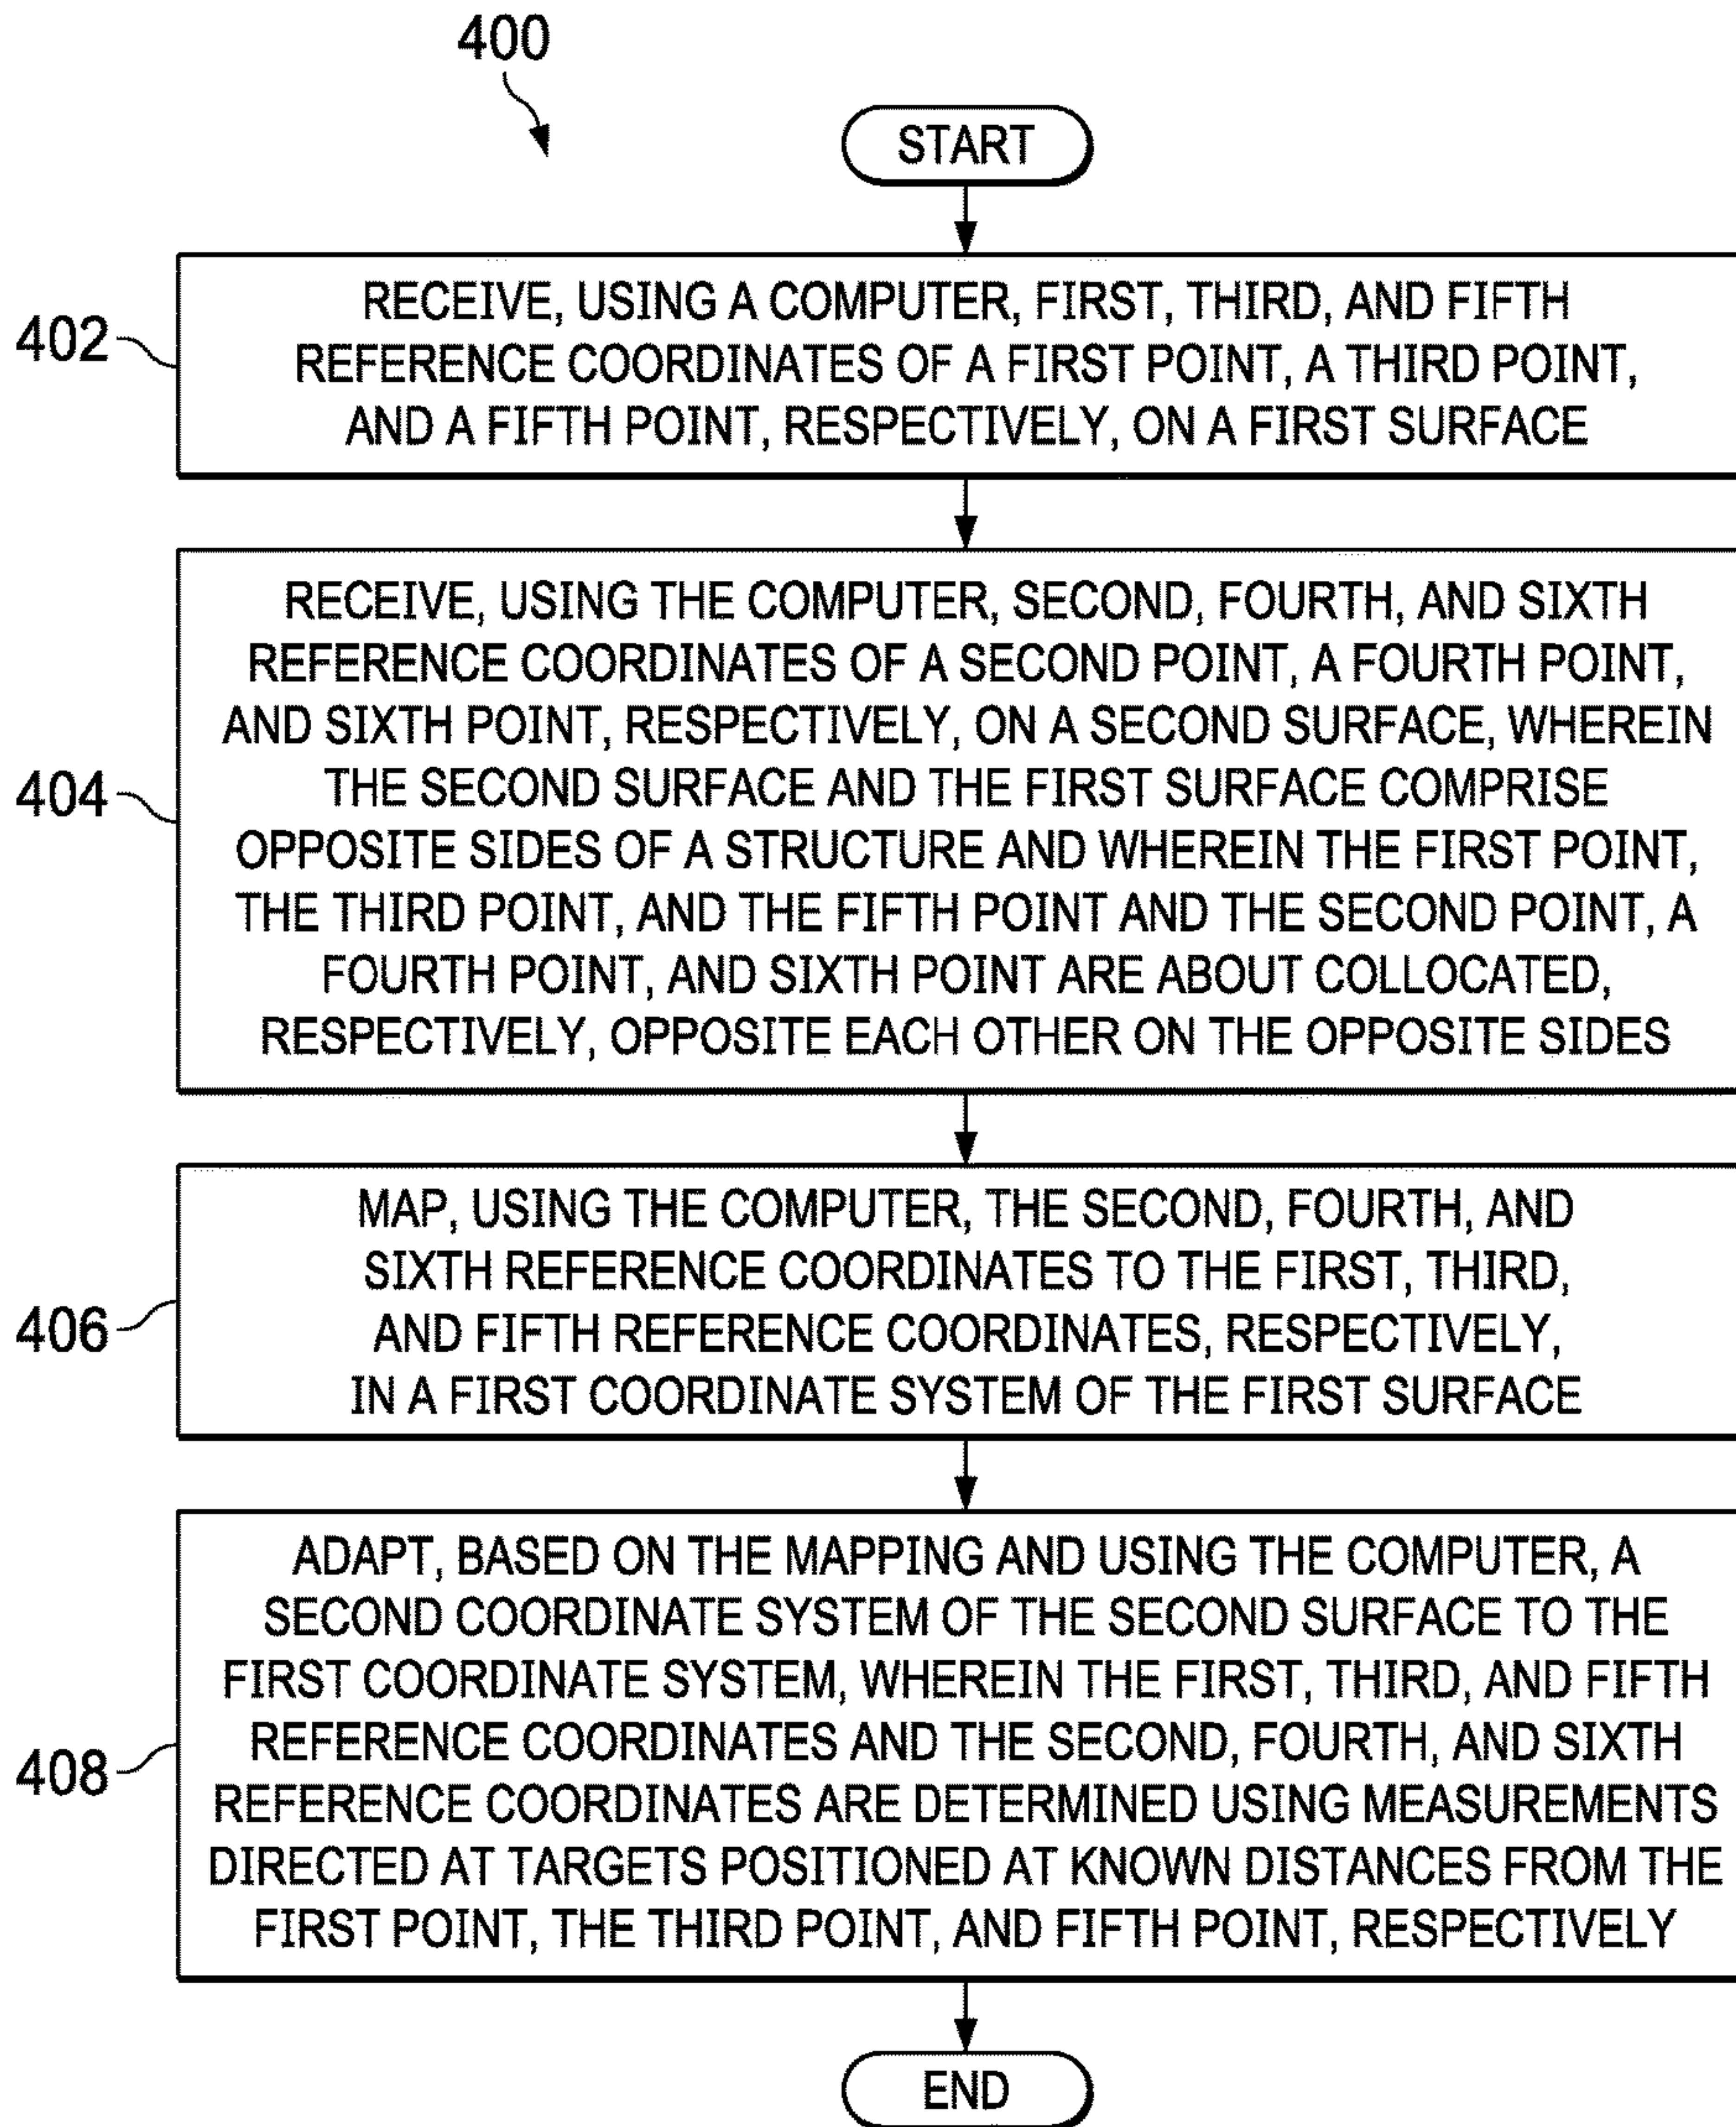 400
START
402
RECEIVE, USING A COMPUTER, FIRST, THIRD, AND FIFTH
REFERENCE COORDINATES OF A FIRST POINT, A THIRD POINT,
AND A FIFTH POINT, RESPECTIVELY, ON A FIRST SURFACE
404
RECEIVE, USING THE COMPUTER, SECOND, FOURTH, AND SIXTH
REFERENCE COORDINATES OF A SECOND POINT, A FOURTH POINT,
AND SIXTH POINT, RESPECTIVELY, ON A SECOND SURFACE, WHEREIN
THE SECOND SURFACE AND THE FIRST SURFACE COMPRISE
OPPOSITE SIDES OF A STRUCTURE AND WHEREIN THE FIRST POINT,
THE THIRD POINT, AND THE FIFTH POINT AND THE SECOND POINT, A
FOURTH POINT, AND SIXTH POINT ARE ABOUT COLLOCATED,
RESPECTIVELY, OPPOSITE EACH OTHER ON THE OPPOSITE SIDES
406
MAP, USING THE COMPUTER, THE SECOND, FOURTH, AND
SIXTH REFERENCE COORDINATES TO THE FIRST, THIRD,
AND FIFTH REFERENCE COORDINATES, RESPECTIVELY,
IN A FIRST COORDINATE SYSTEM OF THE FIRST SURFACE
408
ADAPT, BASED ON THE MAPPING AND USING THE COMPUTER, A
SECOND COORDINATE SYSTEM OF THE SECOND SURFACE TO THE
FIRST COORDINATE SYSTEM, WHEREIN THE FIRST, THIRD, AND FIFTH
REFERENCE COORDINATES AND THE SECOND, FOURTH, AND SIXTH
REFERENCE COORDINATES ARE DETERMINED USING MEASUREMENTS
DIRECTED AT TARGETS POSITIONED AT KNOWN DISTANCES FROM THE
FIRST POINT, THE THIRD POINT, AND FIFTH POINT, RESPECTIVELY
END